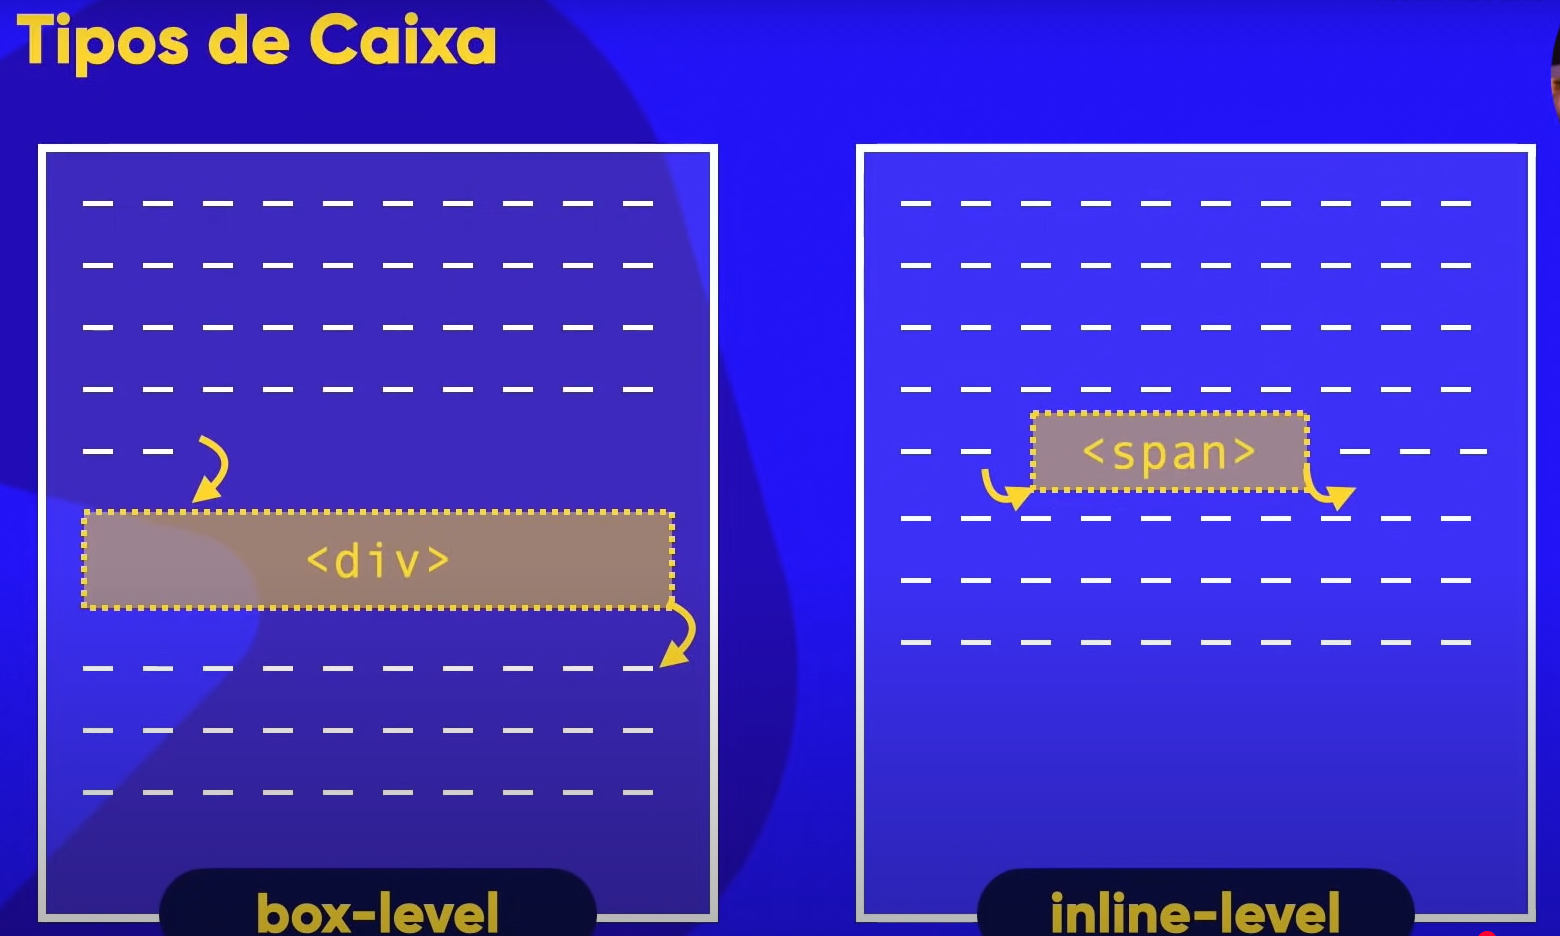 Tipos de Caixa
<div>
<span>
box-level
inline-level